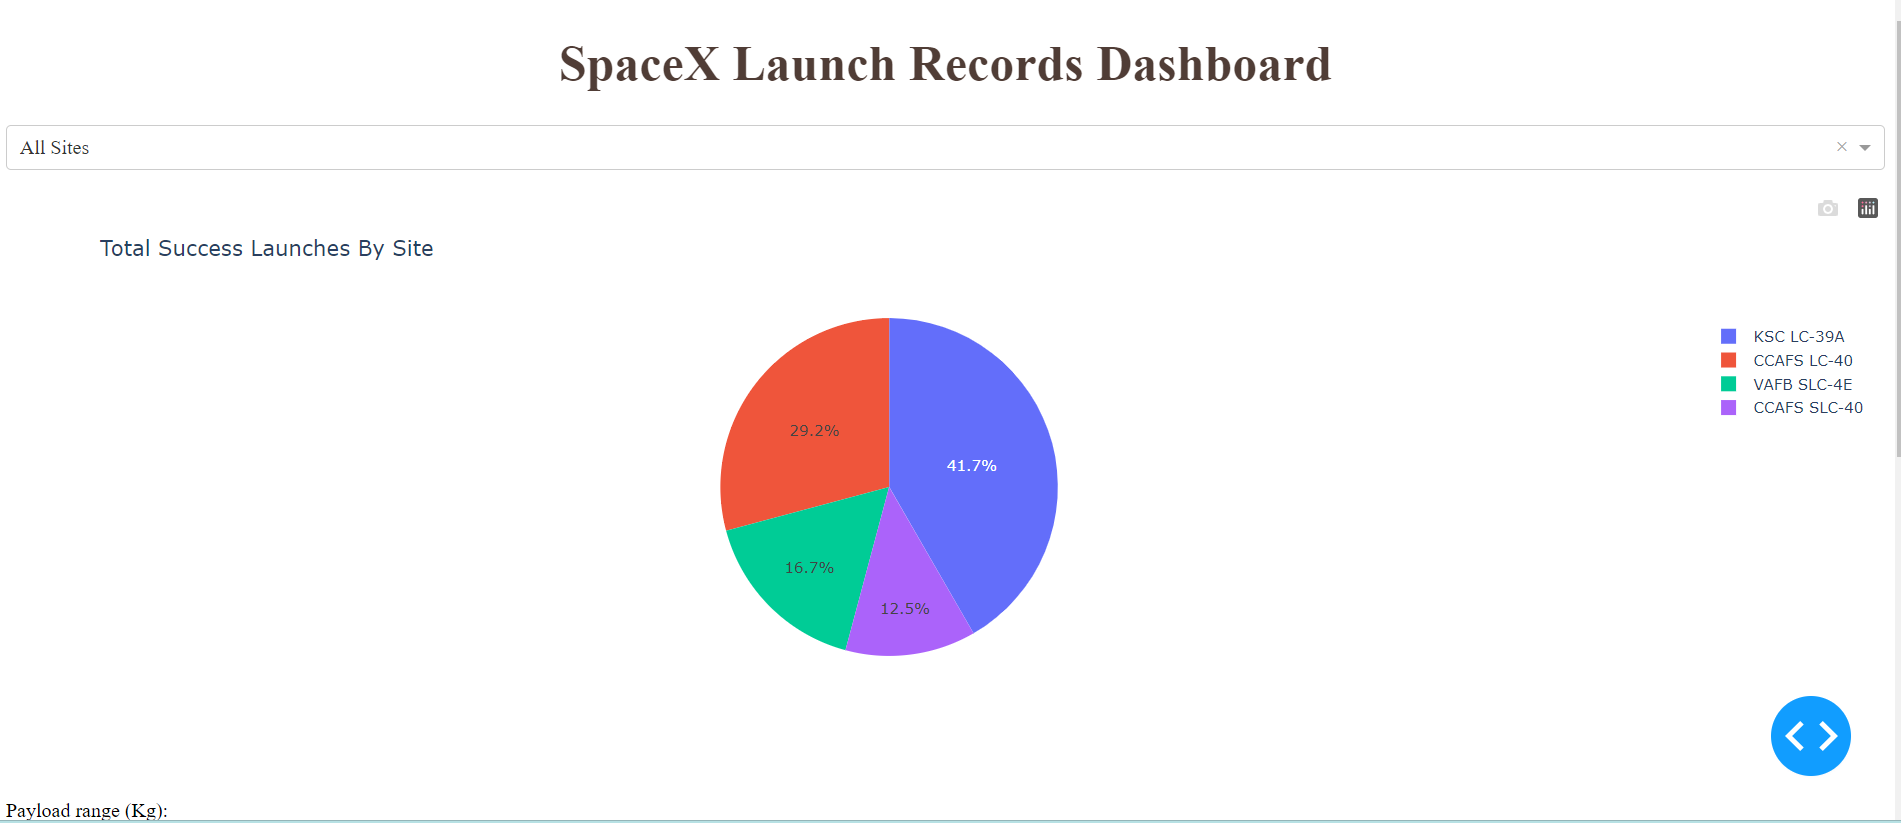 SpaceX Launch Records Dashboard
All Sites
Total Success Launches By Site
KSC LC-39A
CCAFS LC-40
VAFB SLC-4E
CCAFS SLC-40
29.2%
41.7%
16.7%
12.5%
Payload range (Kg):